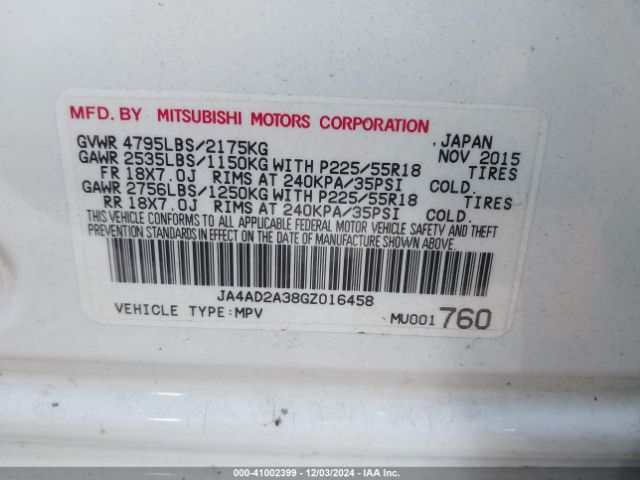 MFD. BY MITSUBISHI MOTORS CORPORATION
GVWR 4795LBS/2175KG JAPAN NOV 2015
GAWR 2535LBS/1150KG WITH P225/55R18 TIRES
FR 18X7.0J RIMS AT 240KPA/35PSI COLD.
GAWR 2756LBS/1250KG WITH P225/55R18 TIRES
RR 18X7.0J RIMS AT 240KPA/35PSI COLD.
THIS VEHICLE CONFORMS TO ALL APPLICABLE FEDERAL MOTOR VEHICLE SAFETY AND THEFT
PREVENTION STANDARDS IN EFFECT ON THE DATE OF MANUFACTURE SHOWN ABOVE.
JA4AD2A38GZ016458
VEHICLE TYPE:MPV MU001 760
000-41002399 - 12/03/2024 - IAA Inc.